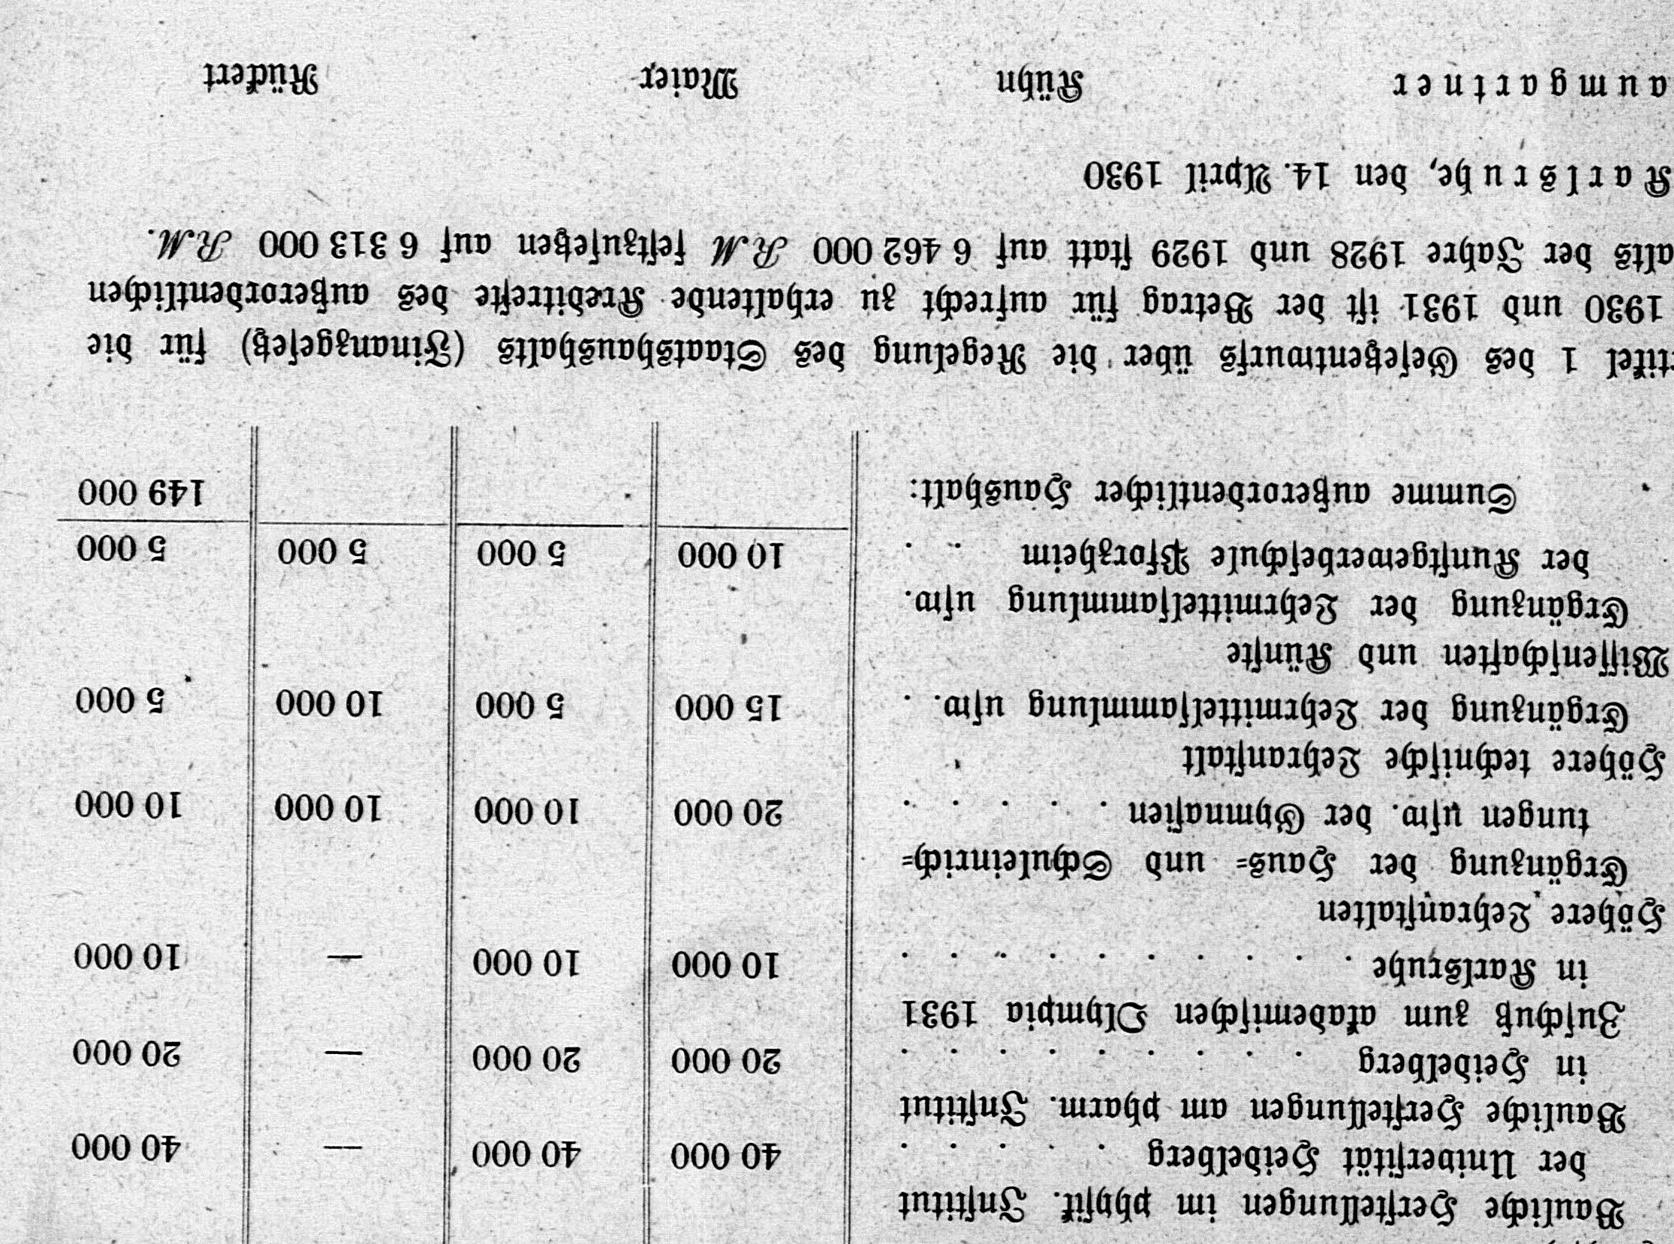 Bauliche Herstellungen im physik. Institut
der Universität Heidelberg . . . . . 40 000 40 000 — 40 000
Bauliche Herstellungen am pharm. Institut
in Heidelberg . . . . . . . . . 20 000 20 000 — 20 000
Zuschuß zum akademischen Olympia 1931
in Karlsruhe . . . . . . . . . . 10 000 10 000 — 10 000
Höhere Lehranstalten
Ergänzung der Haus- und Schuleinrich-
tungen usw. der Gymnasien . . . . . 20 000 10 000 10 000 10 000
Höhere technische Lehranstalt
Ergänzung der Lehrmittelsammlung usw. . 15 000 5 000 10 000 5 000
Wissenschaften und Künste
Ergänzung der Lehrmittelsammlung usw.
der Kunstgewerbeschule Pforzheim . . 10 000 5 000 5 000 5 000
Summe außerordentlicher Haushalt: 149 000
tikel 1 des Gesetzentwurfs über die Regelung des Staatshaushalts (Finanzgesetz) für die
1930 und 1931 ist der Betrag für aufrecht zu erhaltende Kreditreste des außerordentlichen
alts der Jahre 1928 und 1929 statt auf 6 462 000 RM festzusetzen auf 6 313 000 RM.
Karlsruhe, den 14. April 1930
aumgartner Kühn Maier Rückert